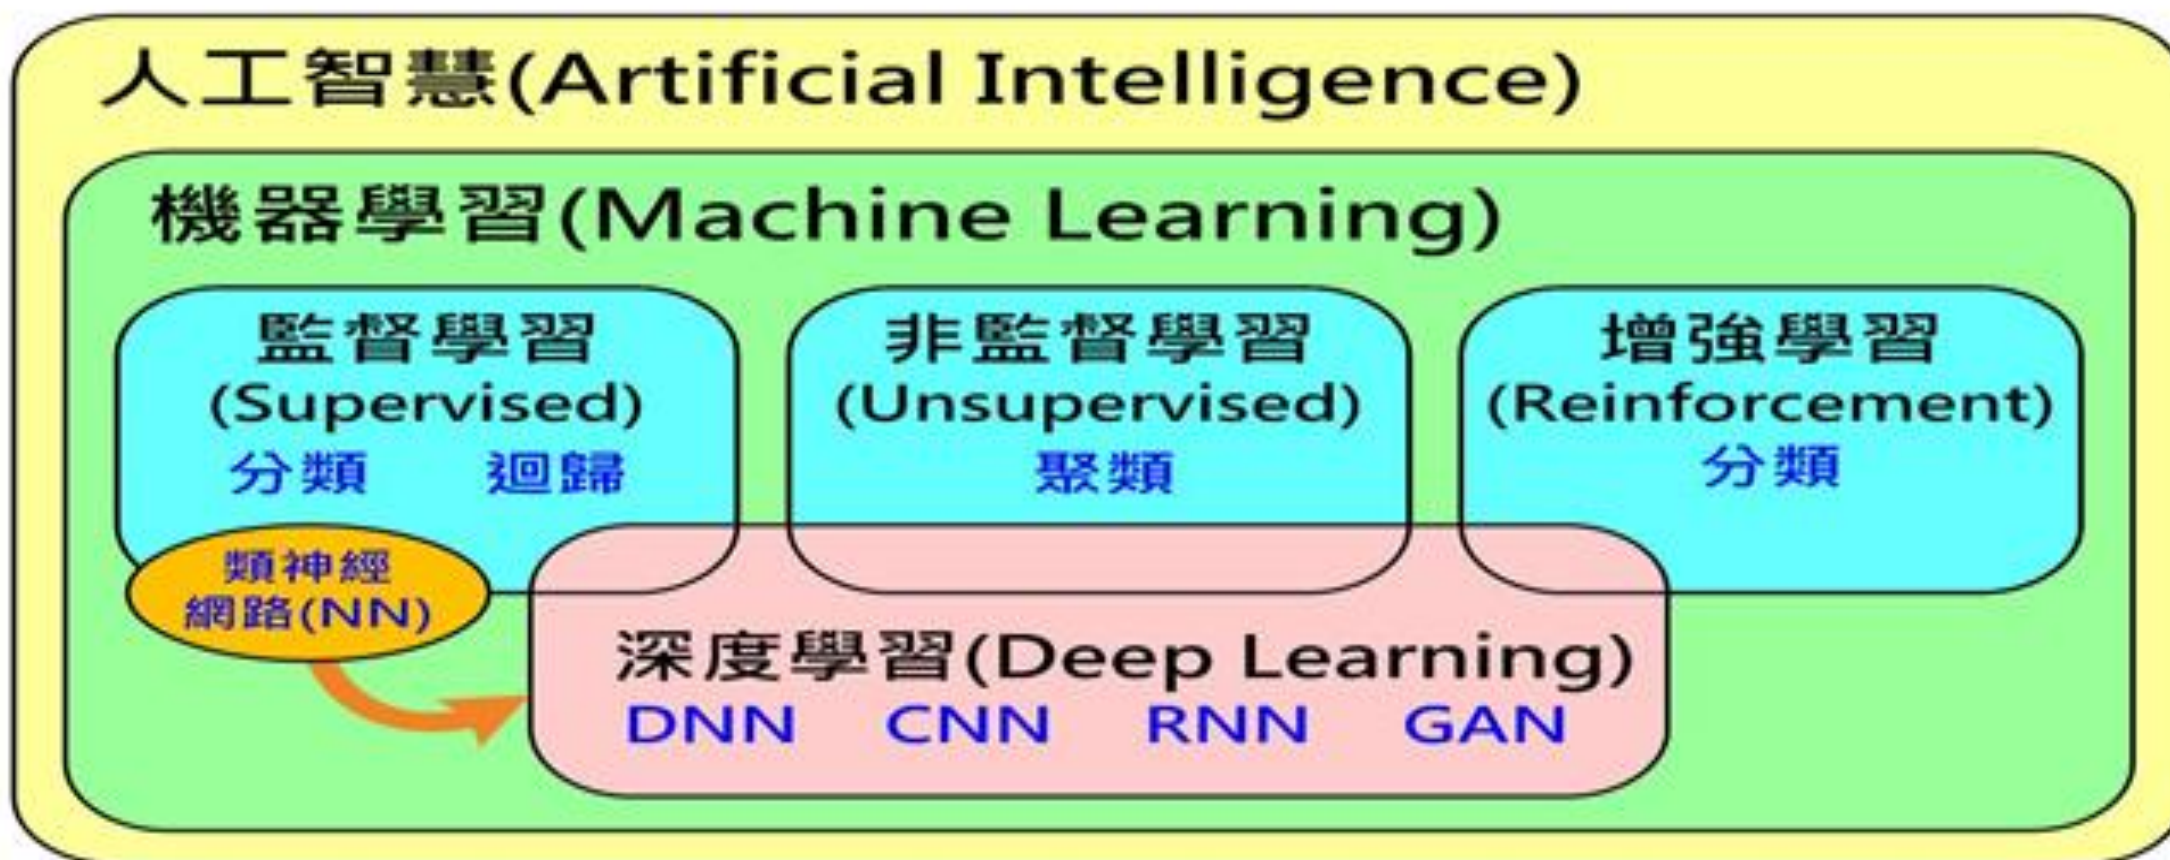 人工智慧(Artificial Intelligence)
機器學習(Machine Learning)
監督學習
(Supervised)
分類 迴歸
非監督學習
(Unsupervised)
聚類
增強學習
(Reinforcement)
分類
類神經
網路(NN)
深度學習(Deep Learning)
DNN CNN RNN GAN